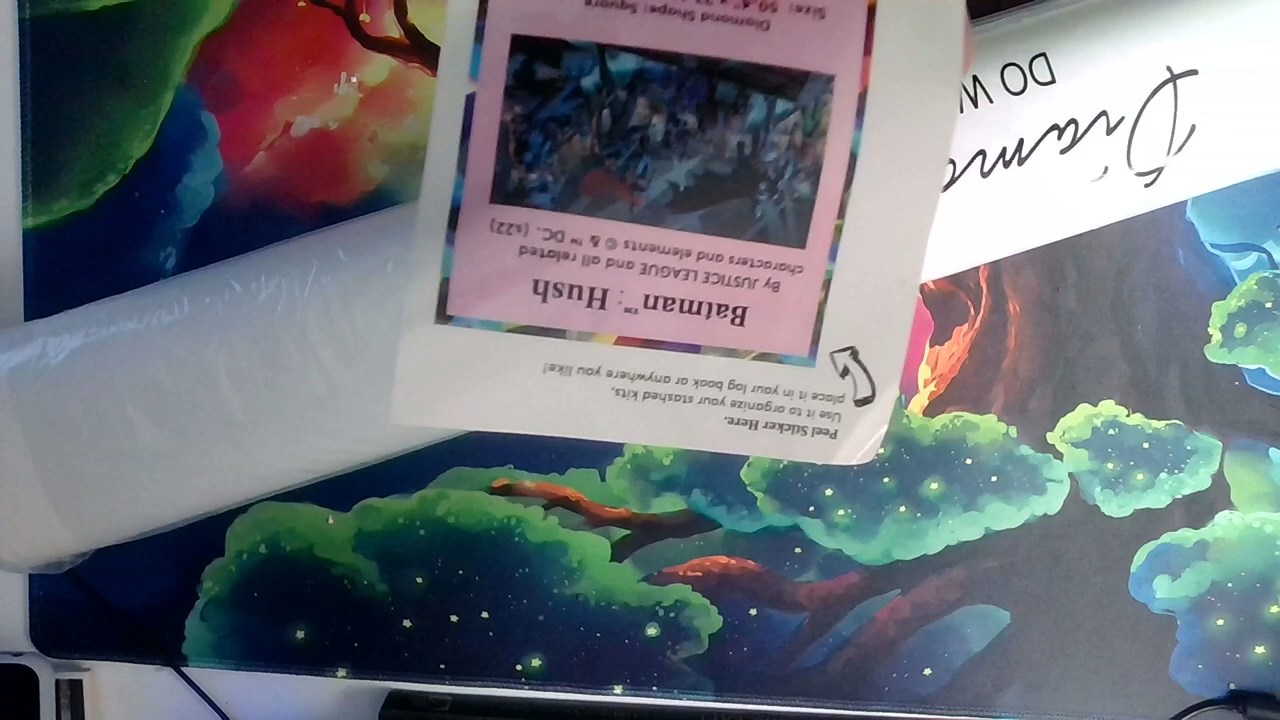 Peel Sticker Here.
Use it to organize your stashed kits,
place it in your log book or anywhere you like!
Batman™: Hush
By JUSTICE LEAGUE and all related
characters and elements © & ™ DC. (s22)
Diamond Shape: Square
Size:
DO